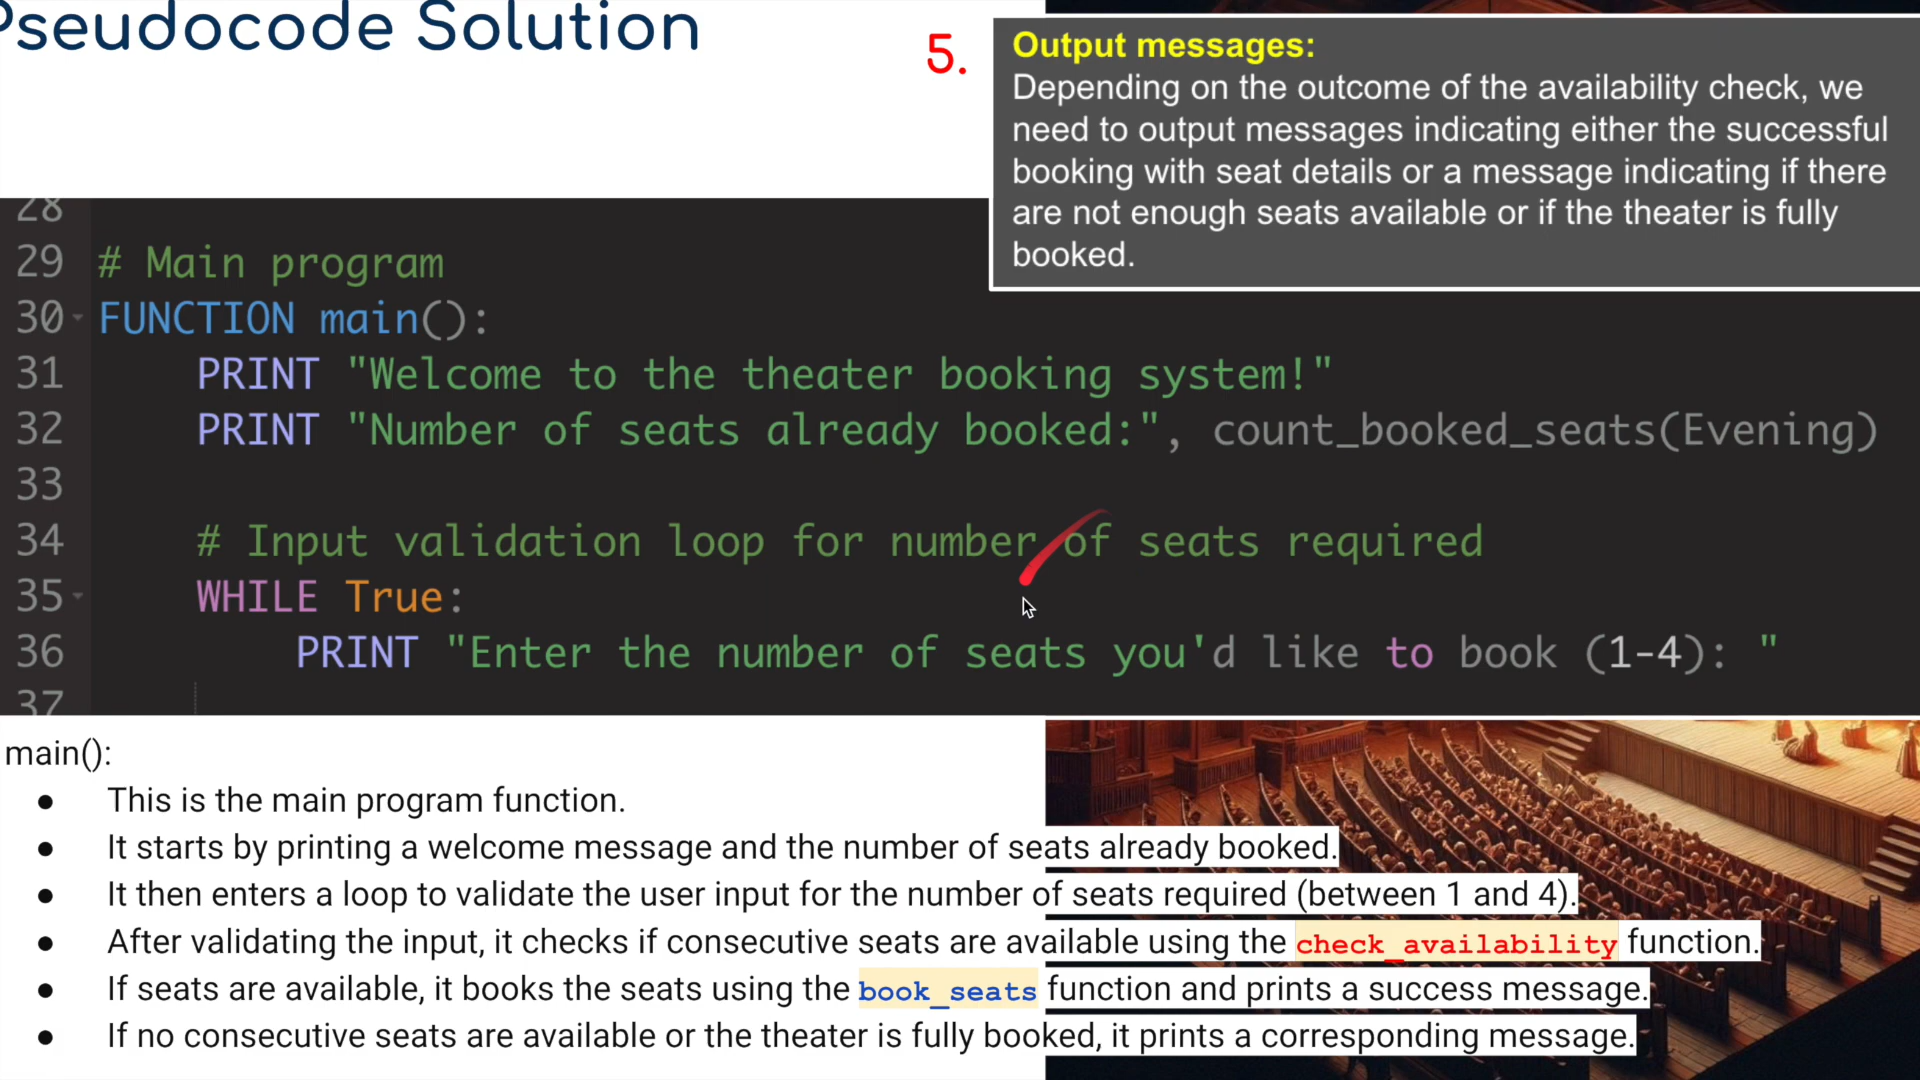 Pseudocode Solution
5.
Output messages:
Depending on the outcome of the availability check, we
need to output messages indicating either the successful
booking with seat details or a message indicating if there
are not enough seats available or if the theater is fully
booked.
28
29 # Main program
30 FUNCTION main():
31 PRINT "Welcome to the theater booking system!"
32 PRINT "Number of seats already booked:", count_booked_seats(Evening)
33
34 # Input validation loop for number of seats required
35 WHILE True:
36 PRINT "Enter the number of seats you'd like to book (1-4): "
37
main():
● This is the main program function.
● It starts by printing a welcome message and the number of seats already booked.
● It then enters a loop to validate the user input for the number of seats required (between 1 and 4).
● After validating the input, it checks if consecutive seats are available using the check_availability function.
● If seats are available, it books the seats using the book_seats function and prints a success message.
● If no consecutive seats are available or the theater is fully booked, it prints a corresponding message.